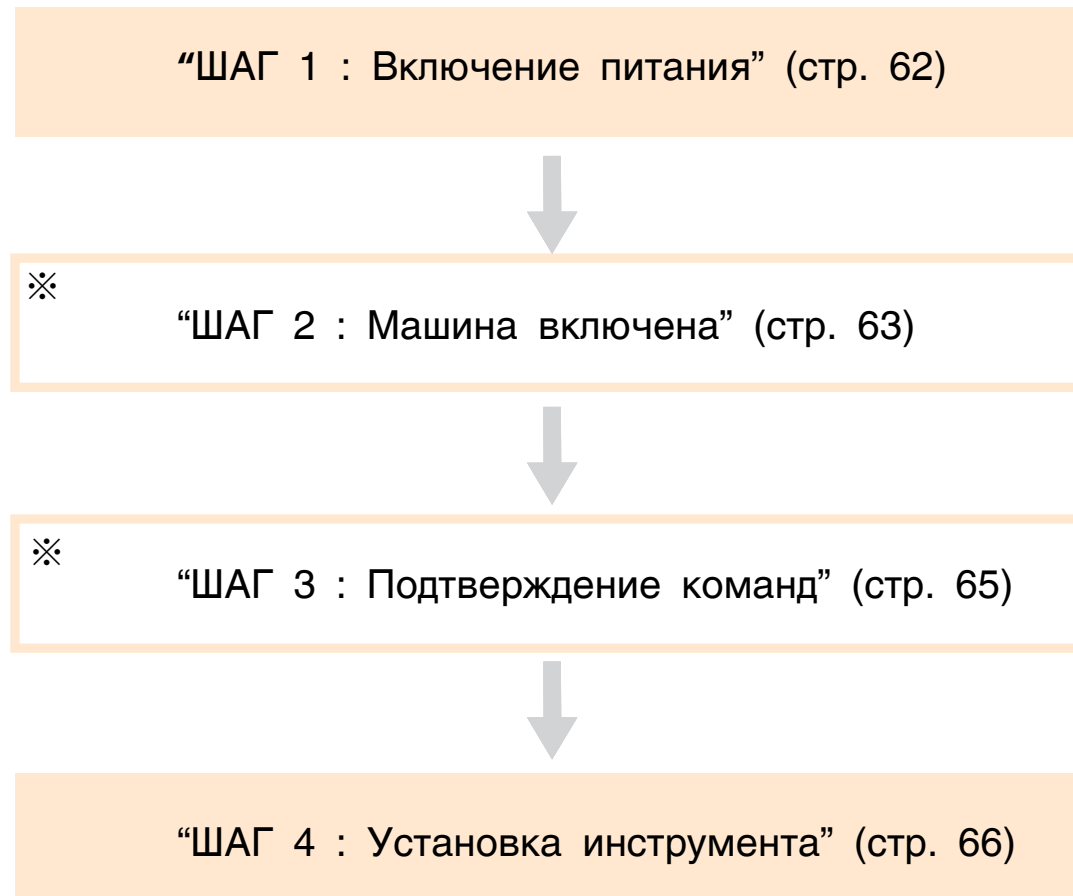 “ШАГ 1 : Включение питания” (стр. 62)
※
“ШАГ 2 : Машина включена” (стр. 63)
※
“ШАГ 3 : Подтверждение команд” (стр. 65)
“ШАГ 4 : Установка инструмента” (стр. 66)